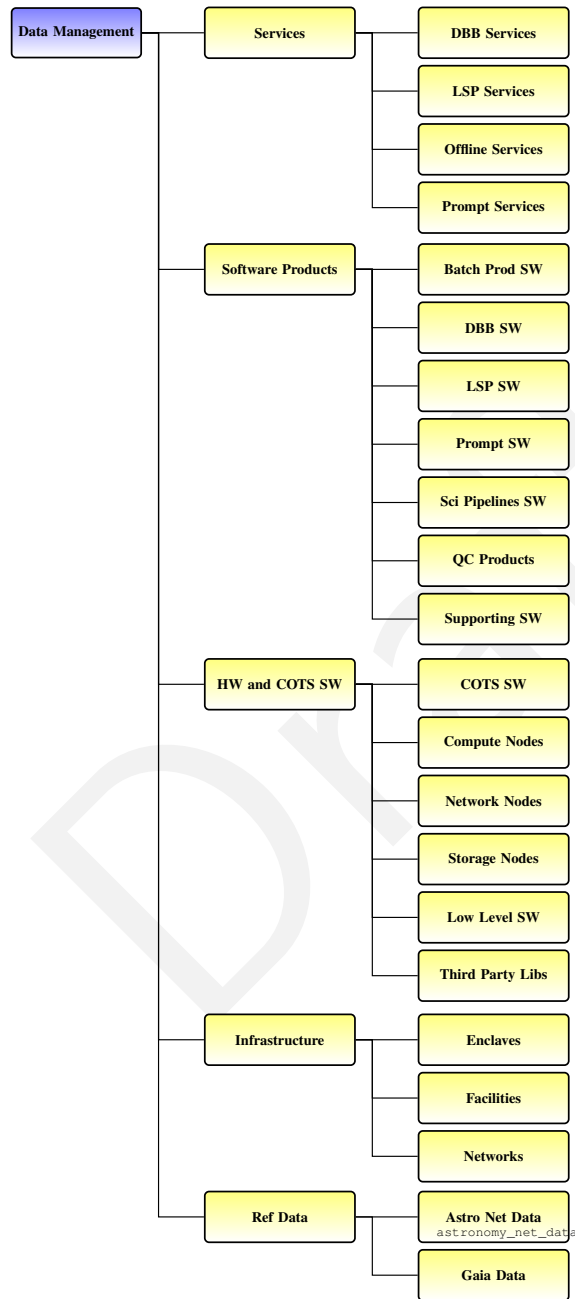 Data Management
Services
DBB Services
LSP Services
Offline Services
Prompt Services
Software Products
Batch Prod SW
DBB SW
LSP SW
Prompt SW
Sci Pipelines SW
QC Products
Supporting SW
HW and COTS SW
COTS SW
Compute Nodes
Network Nodes
Storage Nodes
Low Level SW
Third Party Libs
Infrastructure
Enclaves
Facilities
Networks
Ref Data
Astro Net Data
astronomy_net_data
Gaia Data